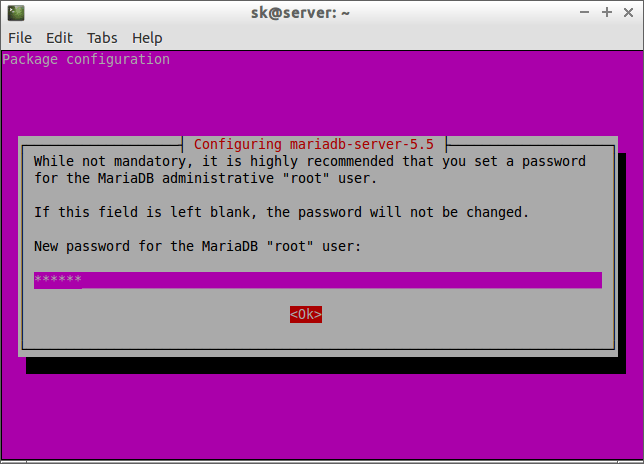 sk@server: ~
File Edit Tabs Help
Package configuration
Configuring mariadb-server-5.5
While not mandatory, it is highly recommended that you set a password
for the MariaDB administrative "root" user.
If this field is left blank, the password will not be changed.
New password for the MariaDB "root" user:
******
<Ok>